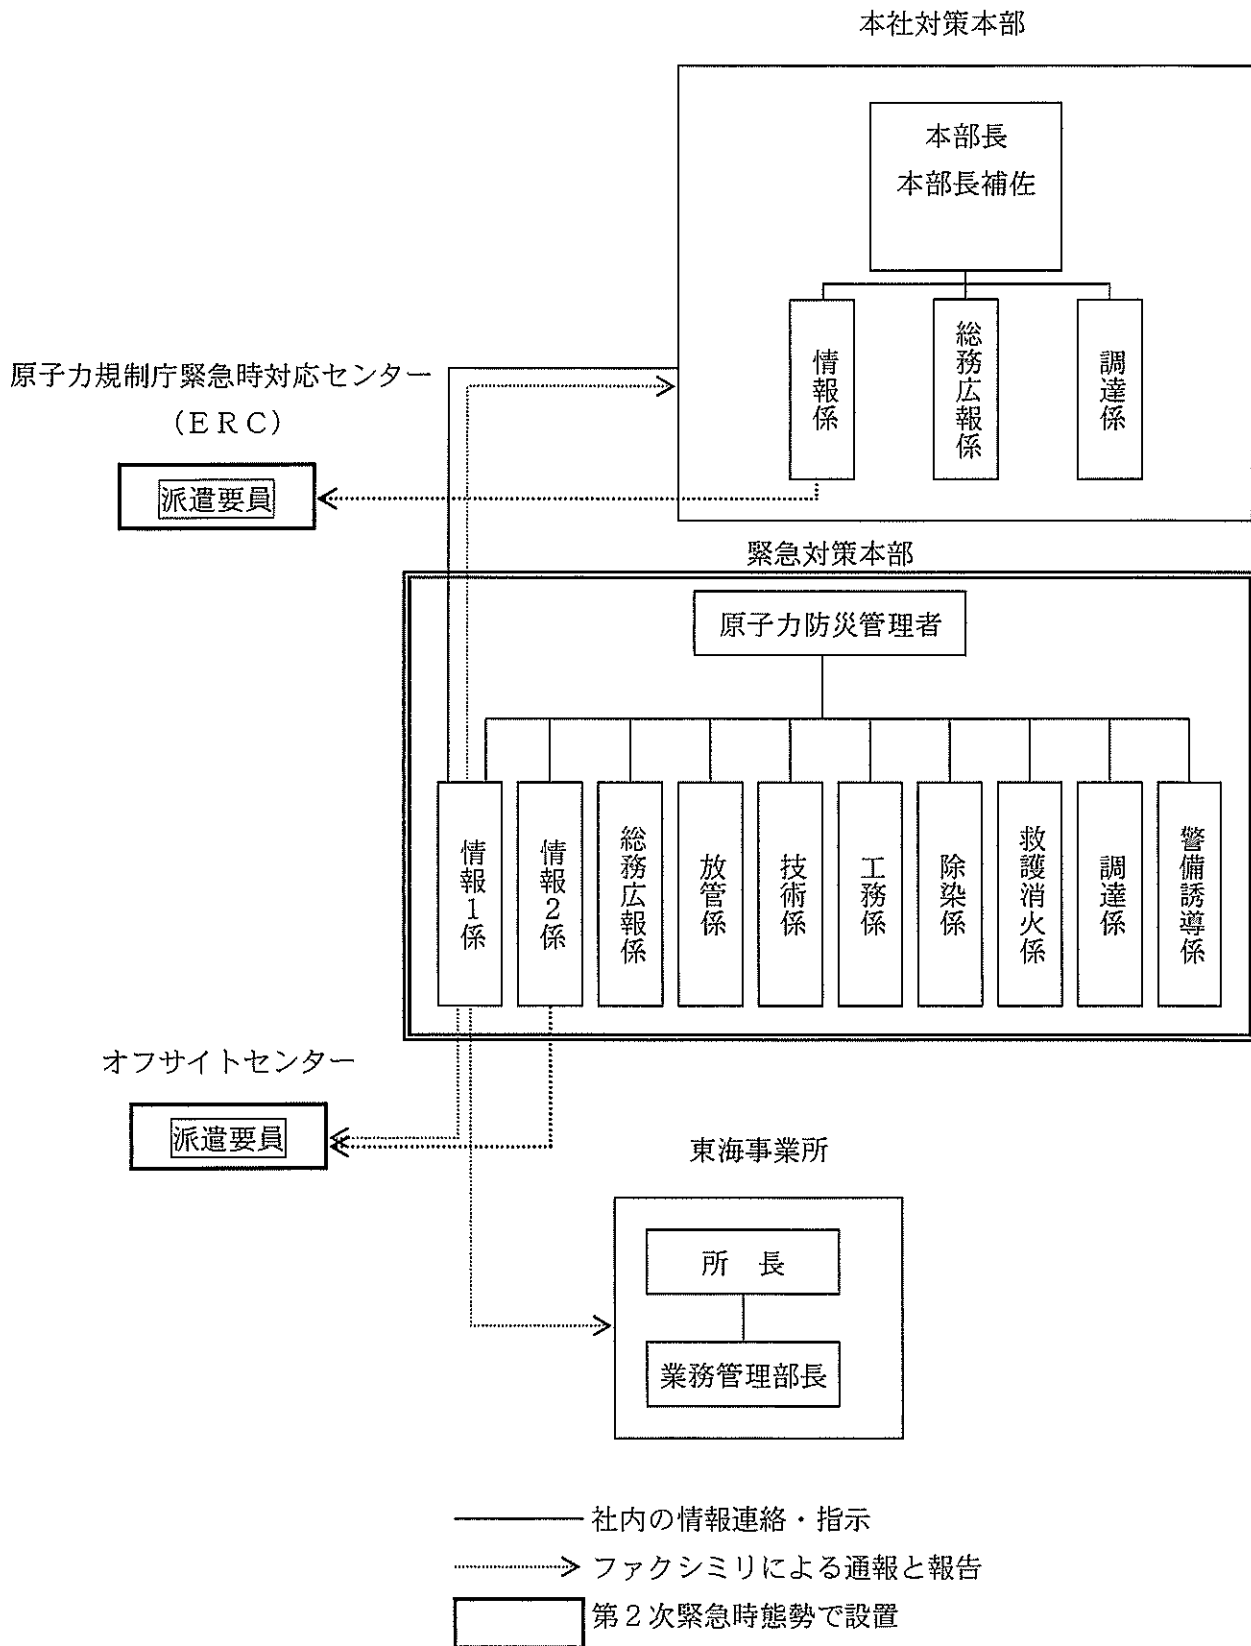 本社対策本部
本部長
本部長補佐
情報係
総務広報係
調達係
原子力規制庁緊急時対応センター
(ERC)
派遣要員
緊急対策本部
原子力防災管理者
情報1係
情報2係
総務広報係
放管係
技術係
工務係
除染係
救護消火係
調達係
警備誘導係
オフサイトセンター
派遣要員
東海事業所
所 長
業務管理部長
社内の情報連絡・指示
ファクシミリによる通報と報告
第2次緊急時態勢で設置